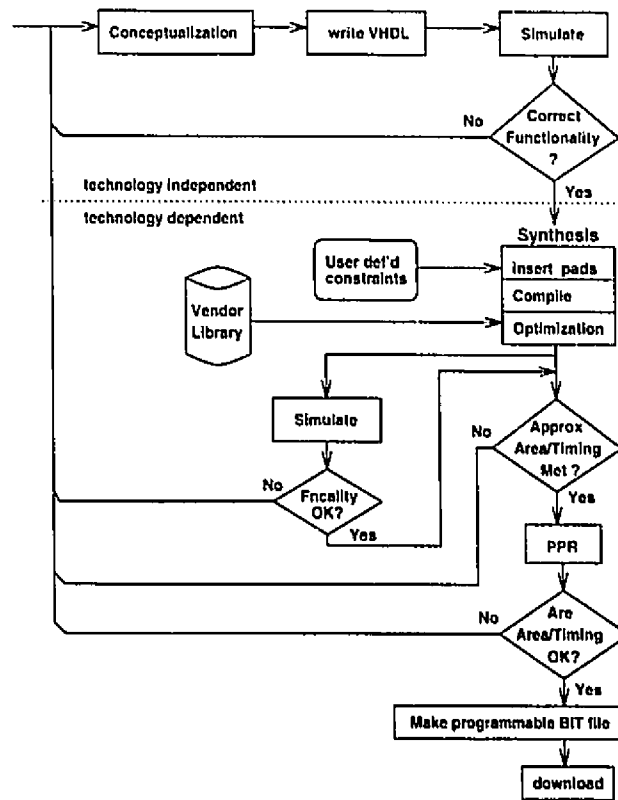 Conceptualization
write VHDL
Simulate
No
Correct
Functionality
?
technology independent
Yes
technology dependent
Synthesis
User def'd
constraints
insert pads
Compile
Vendor
Library
Optimization
Simulate
No
Approx
Area/Timing
Met ?
No
Fncality
OK?
Yes
Yes
PPR
No
Are
Area/Timing
OK?
Yes
Make programmable BIT file
download